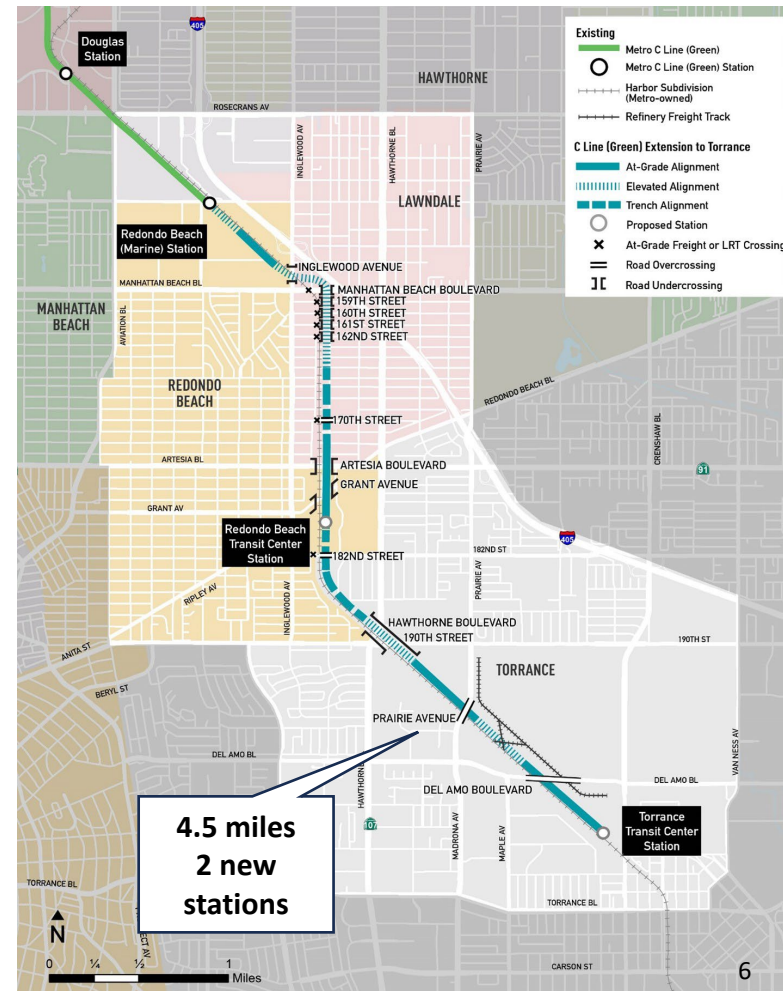 405
Douglas
Station
HAWTHORNE
ROSECRANS AV
INGLEWOOD AV
HAWTHORNE BL
PRAIRIE AV
Existing
Metro C Line (Green)
Metro C Line (Green) Station
Harbor Subdivision
(Metro-owned)
Refinery Freight Track
C Line (Green) Extension to Torrance
At-Grade Alignment
Elevated Alignment
Trench Alignment
Proposed Station
At-Grade Freight or LRT Crossing
Road Overcrossing
Road Undercrossing
LAWNDALE
Redondo Beach
(Marine) Station
INGLEWOOD AVENUE
MANHATTAN BEACH BL
MANHATTAN BEACH BOULEVARD
159TH STREET
160TH STREET
161ST STREET
162ND STREET
MANHATTAN
BEACH
AVIATION BL
REDONDO
BEACH
REDONDO BEACH BL
170TH STREET
CRENSHAW BL
ARTESIA BL
ARTESIA BOULEVARD
91
GRANT AVENUE
GRANT AV
Redondo Beach
Transit Center
Station
405
182ND STREET
182ND ST
PRAIRIE AV
RIPLEY AV
INGLEWOOD AV
HAWTHORNE BOULEVARD
190TH STREET
190TH ST
ANITA ST
BERYL ST
TORRANCE
PRAIRIE AVENUE
VAN NESS AV
DEL AMO BL
DEL AMO BL
DEL AMO BOULEVARD
HAWTHORNE
107
MADRONA AV
MAPLE AV
4.5 miles
2 new
stations
Torrance
Transit Center
Station
TORRANCE BL
TORRANCE BL
N
CARSON ST
0 ¼ ½ 1
Miles
6